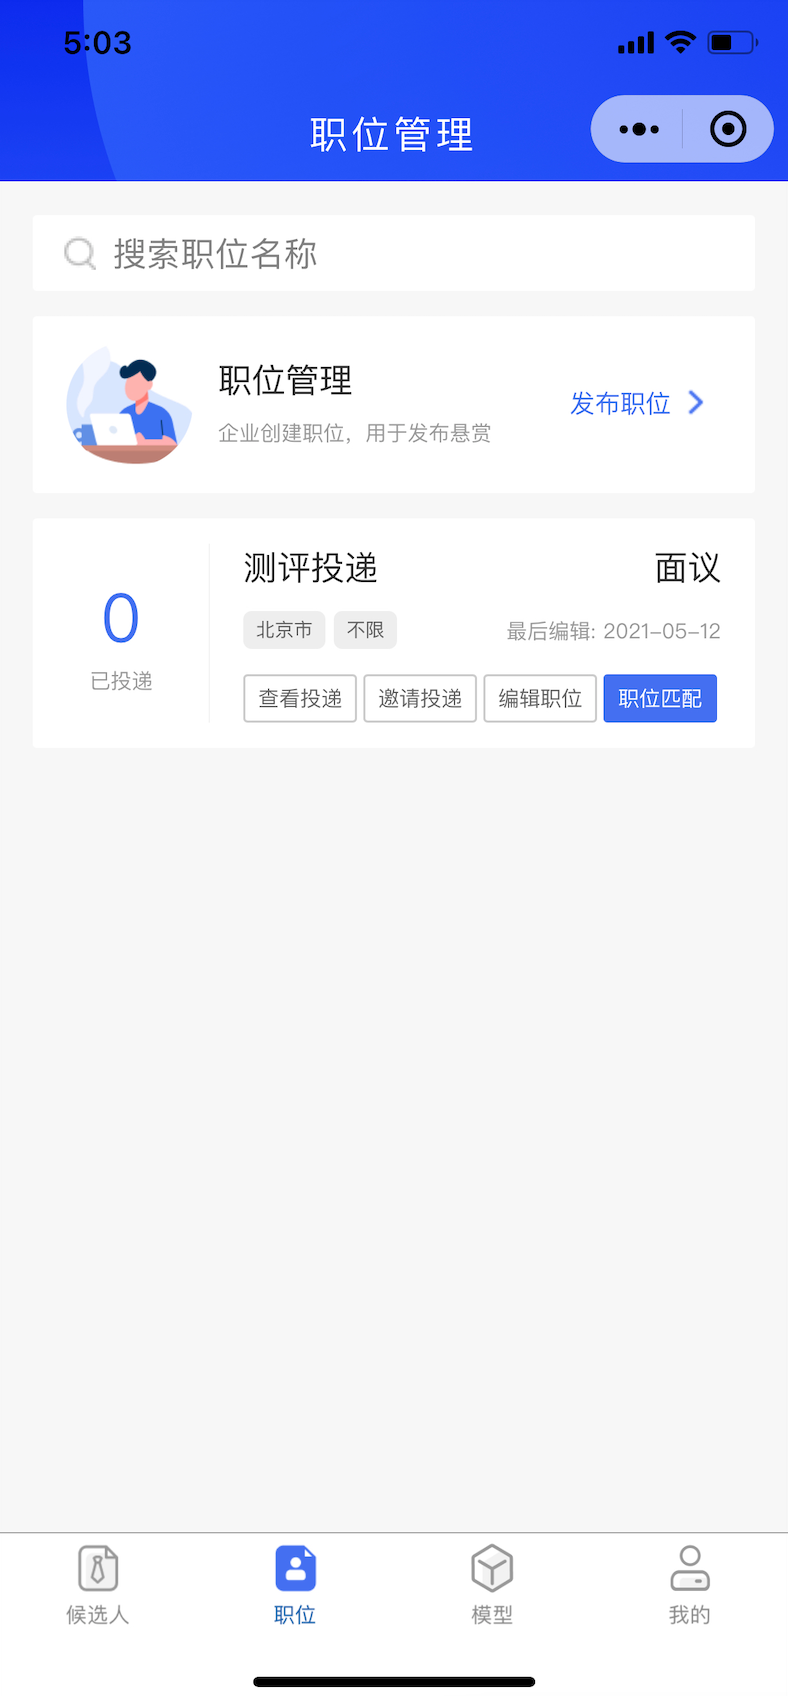 5:03
职位管理
搜索职位名称
职位管理
发布职位
企业创建职位，用于发布悬赏
测评投递
面议
0
北京市
不限
最后编辑: 2021-05-12
已投递
查看投递
邀请投递
编辑职位
职位匹配
候选人
职位
模型
我的